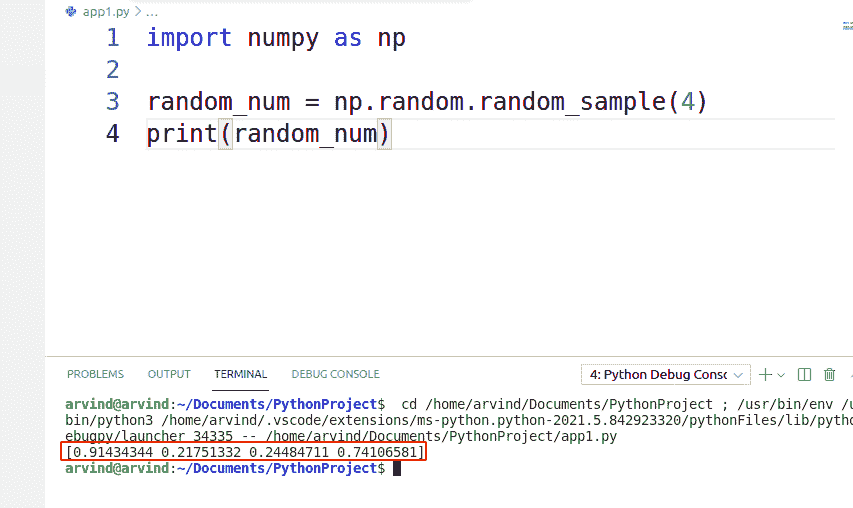 app1.py > ...
1 import numpy as np
2
3 random_num = np.random.random_sample(4)
4 print(random_num)
PROBLEMS OUTPUT TERMINAL DEBUG CONSOLE 4: Python Debug Consc
arvind@arvind:~/Documents/PythonProject$ cd /home/arvind/Documents/PythonProject ; /usr/bin/env /u
bin/python3 /home/arvind/.vscode/extensions/ms-python.python-2021.5.842923320/pythonFiles/lib/pytho
ebugpy/launcher 34335 -- /home/arvind/Documents/PythonProject/app1.py
[0.91434344 0.21751332 0.24484711 0.74106581]
arvind@arvind:~/Documents/PythonProject$